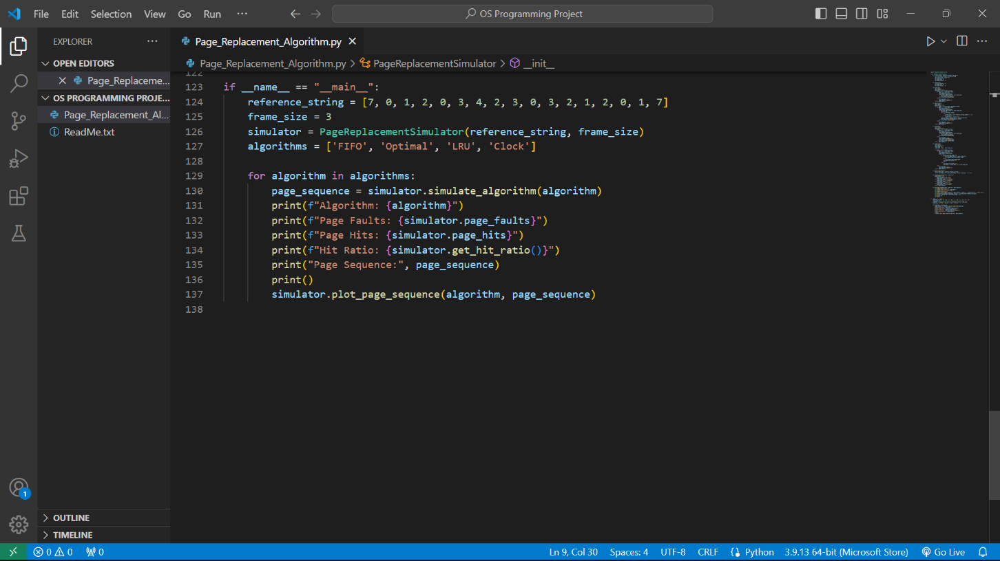 File Edit Selection View Go Run ···
OS Programming Project
EXPLORER ···
Page_Replacement_Algorithm.py
OPEN EDITORS
Page_Replacement_Algorithm.py > PageReplacementSimulator > __init__
Page_Replaceme...
OS PROGRAMMING PROJE...
Page_Replacement_Al...
ReadMe.txt
122
123 if __name__ == "__main__":
124     reference_string = [7, 0, 1, 2, 0, 3, 4, 2, 3, 0, 3, 2, 1, 2, 0, 1, 7]
125     frame_size = 3
126     simulator = PageReplacementSimulator(reference_string, frame_size)
127     algorithms = ['FIFO', 'Optimal', 'LRU', 'Clock']
128
129     for algorithm in algorithms:
130         page_sequence = simulator.simulate_algorithm(algorithm)
131         print(f"Algorithm: {algorithm}")
132         print(f"Page Faults: {simulator.page_faults}")
133         print(f"Page Hits: {simulator.page_hits}")
134         print(f"Hit Ratio: {simulator.get_hit_ratio()}")
135         print("Page Sequence:", page_sequence)
136         print()
137         simulator.plot_page_sequence(algorithm, page_sequence)
138
1
OUTLINE
TIMELINE
0 0 0 Ln 9, Col 30 Spaces: 4 UTF-8 CRLF Python 3.9.13 64-bit (Microsoft Store) Go Live